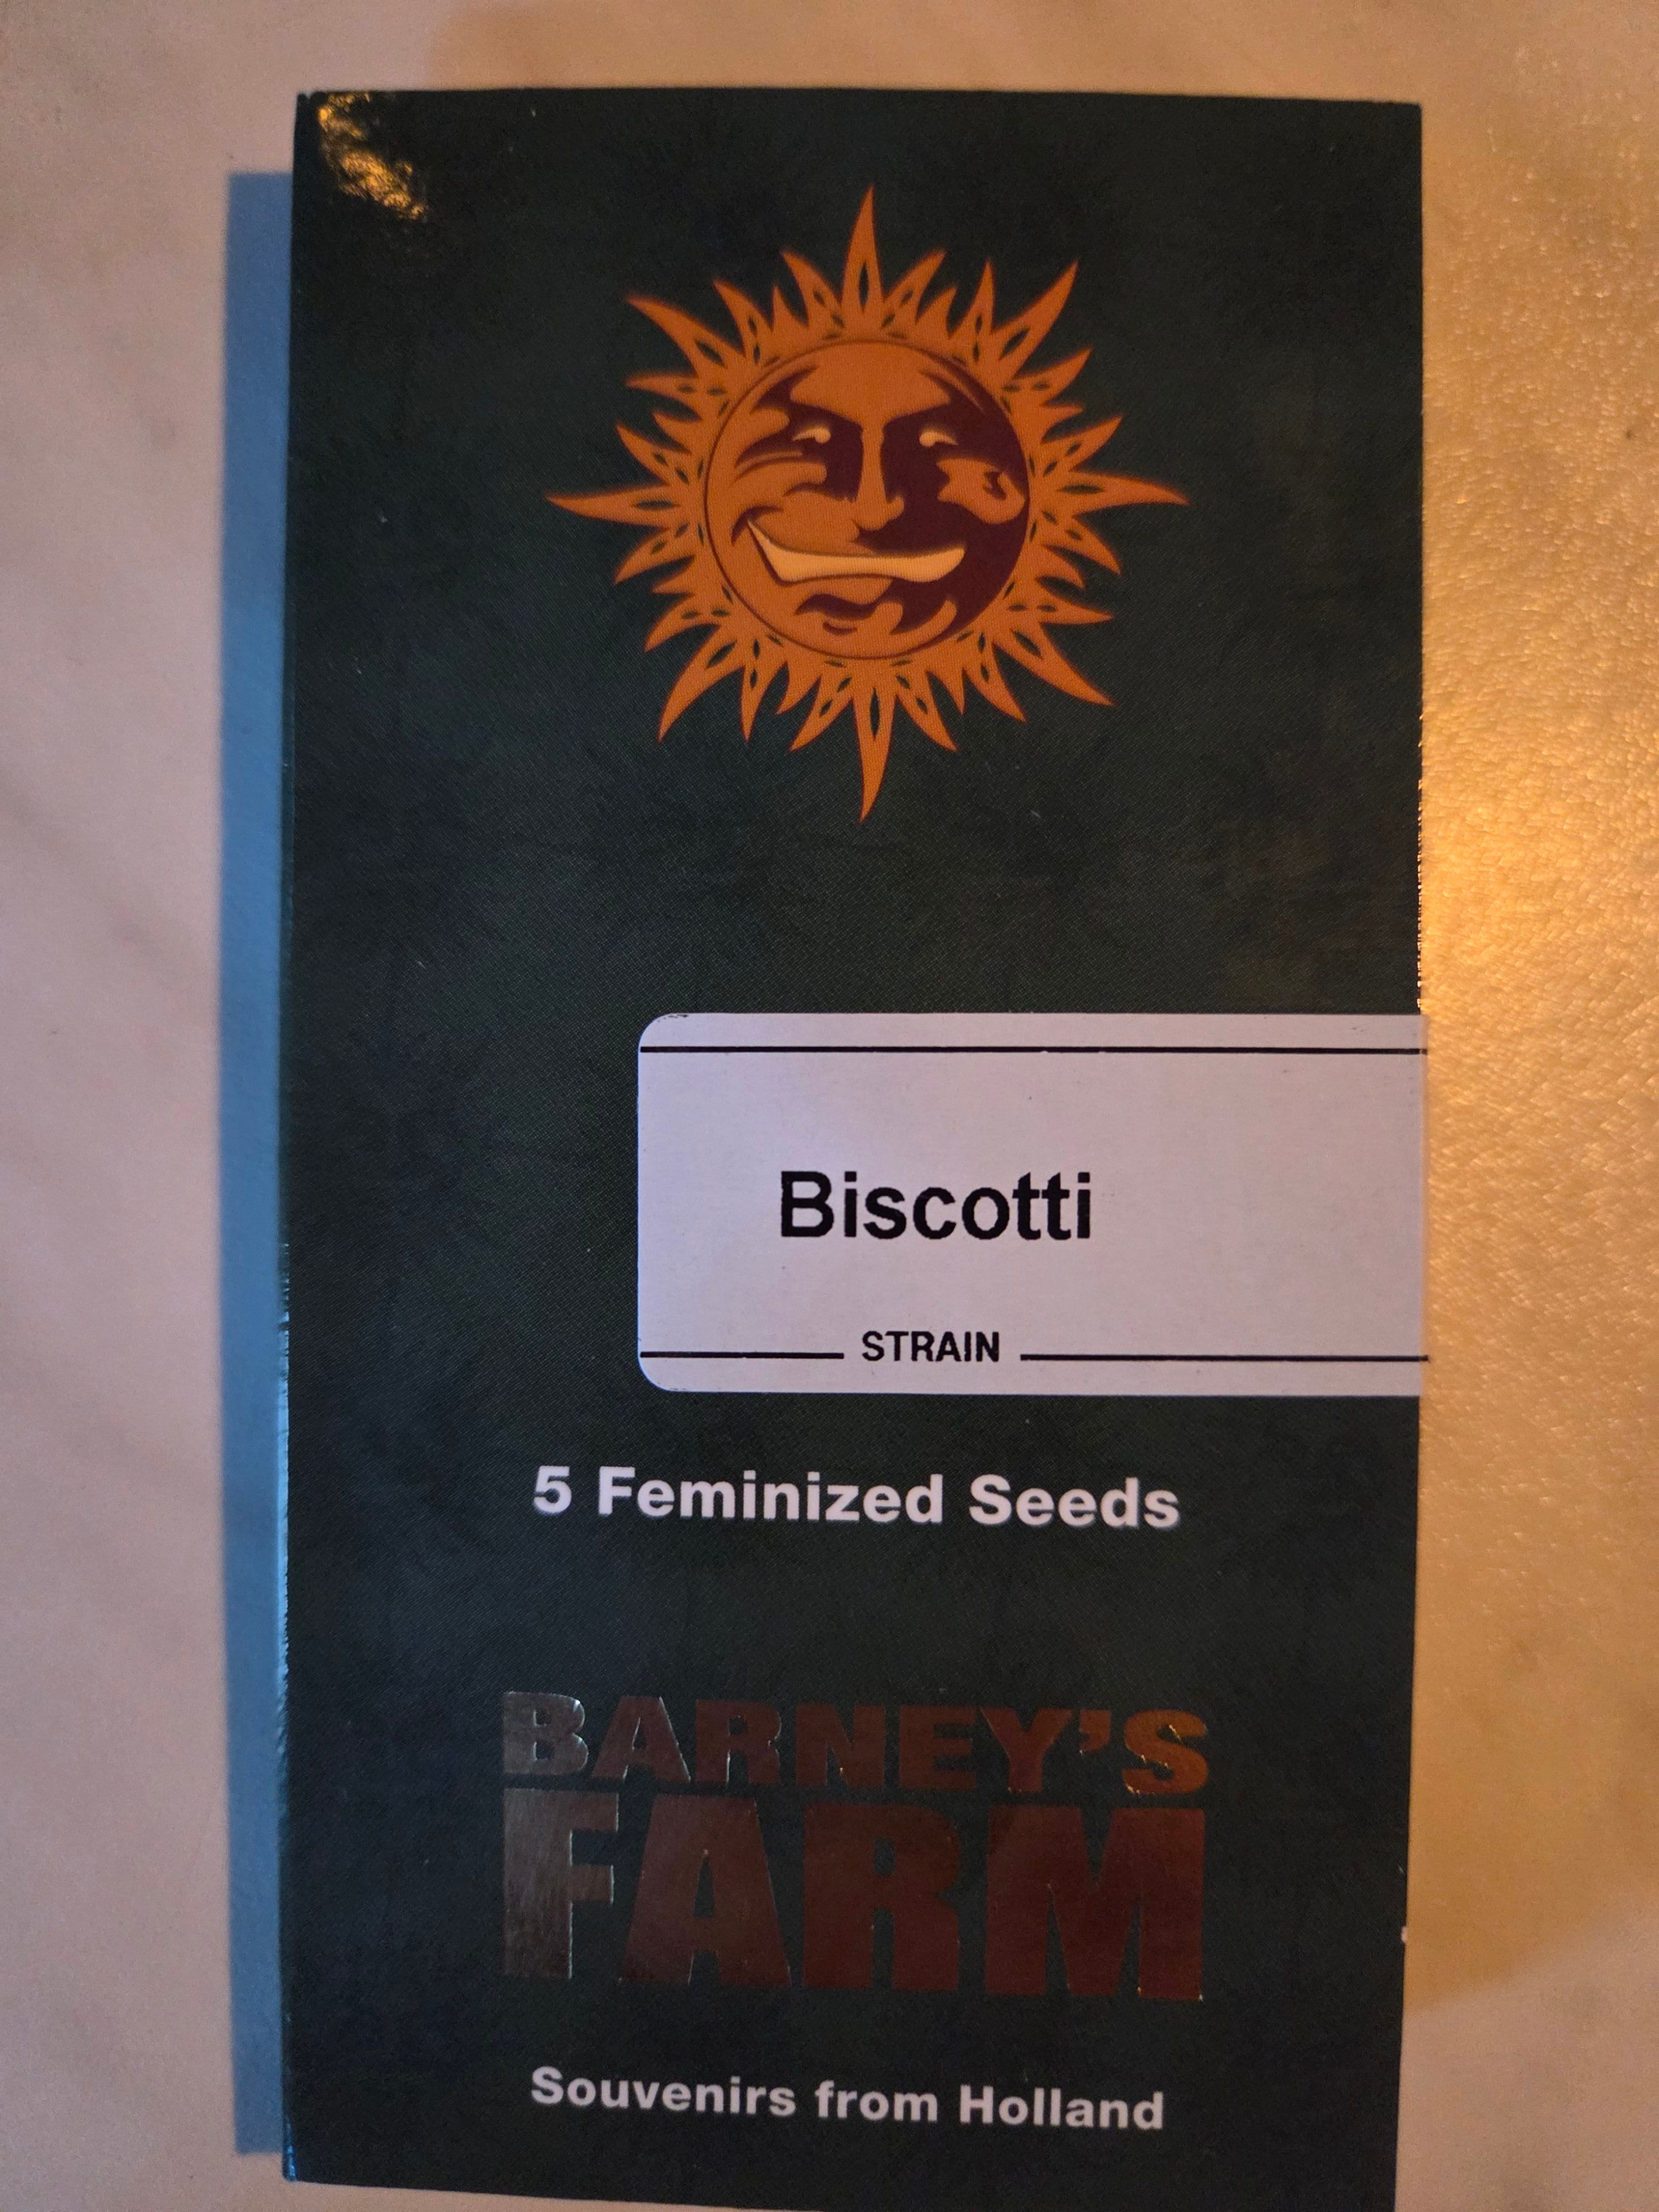 Biscotti
STRAIN
5 Feminized Seeds
BARNEY'S
FARM
Souvenirs from Holland